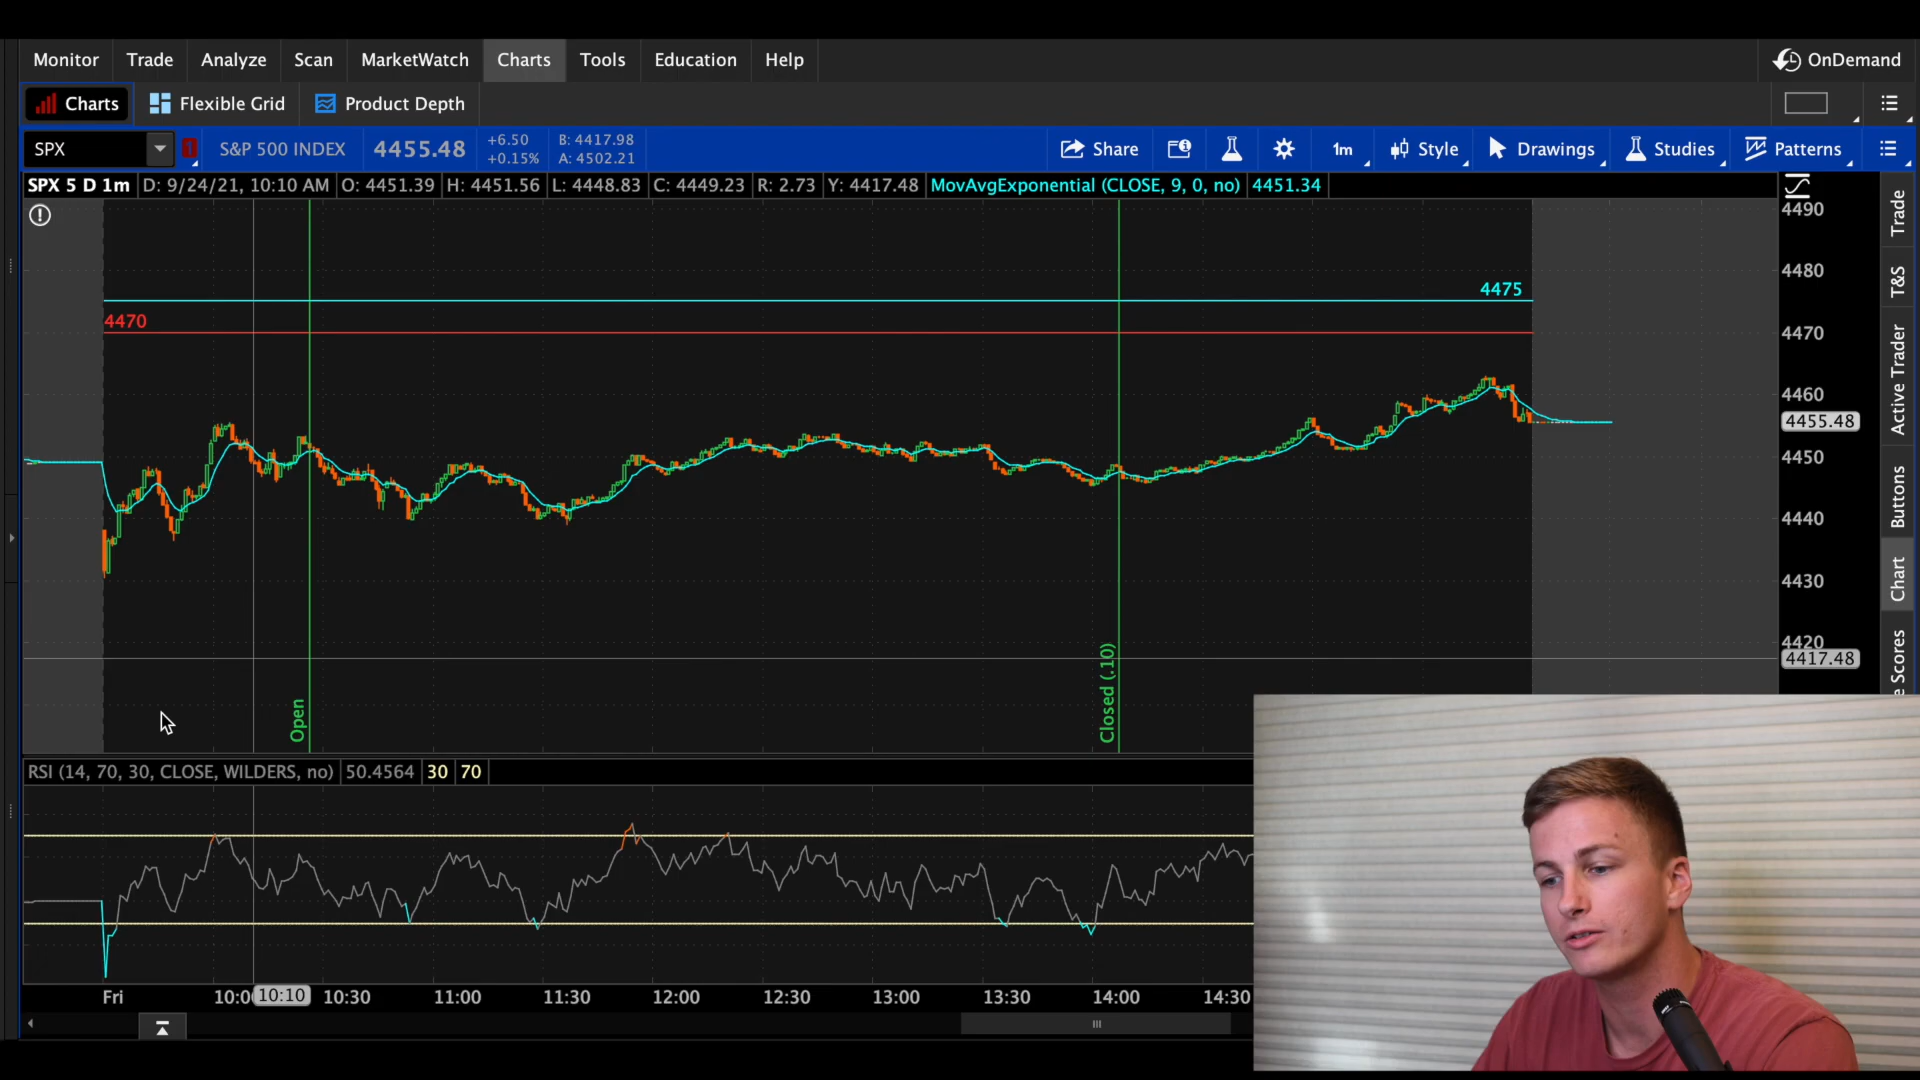 Monitor Trade Analyze Scan MarketWatch Charts Tools Education Help OnDemand
Charts Flexible Grid Product Depth
SPX 1 S&P 500 INDEX 4455.48 +6.50 +0.15% B: 4417.98 A: 4502.21 Share 1m Style Drawings Studies Patterns
SPX 5 D 1m D: 9/24/21, 10:10 AM O: 4451.39 H: 4451.56 L: 4448.83 C: 4449.23 R: 2.73 Y: 4417.48 MovAvgExponential (CLOSE, 9, 0, no) 4451.34
4490
4480
4475
4470
4470
4460
4455.48
4450
4440
4430
4420
4417.48
Open
Closed (.10)
Trade
T&S
Active Trader
Buttons
Chart
e Scores
RSI (14, 70, 30, CLOSE, WILDERS, no) 50.4564 30 70
Fri 10:0 10:10 10:30 11:00 11:30 12:00 12:30 13:00 13:30 14:00 14:30